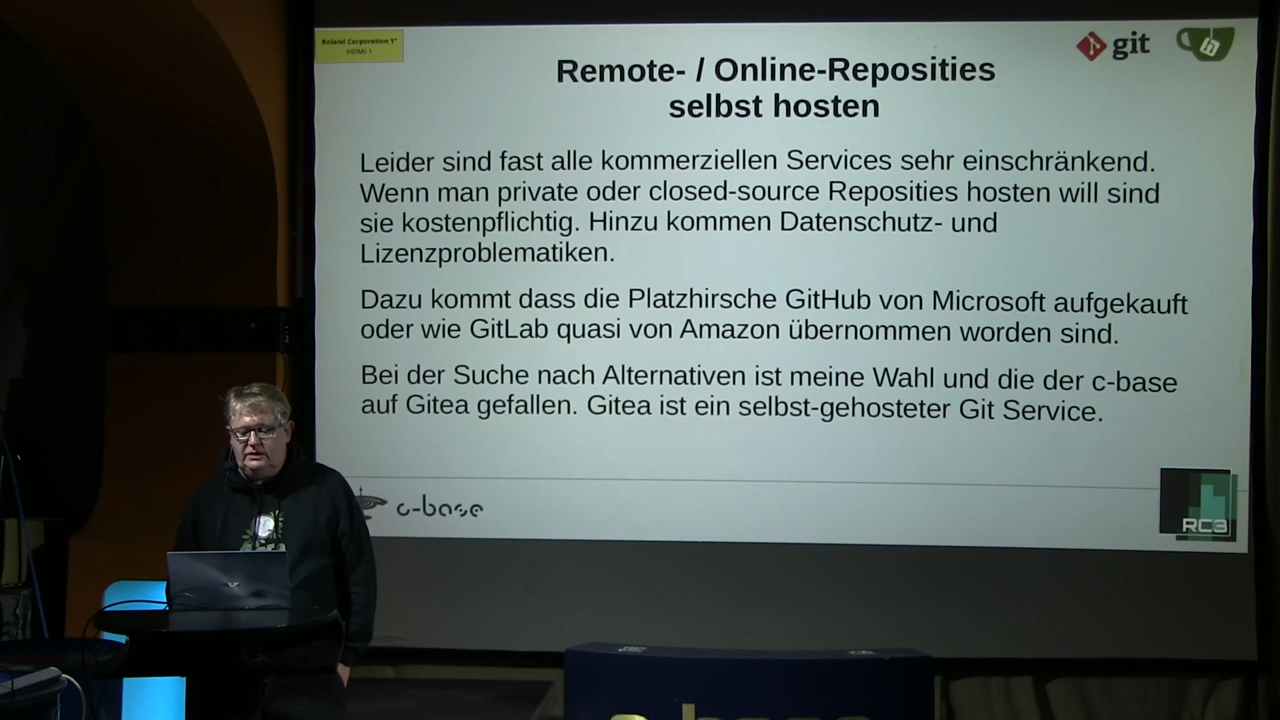 Roland Corporation 1"
HDMI-1
git
Remote- / Online-Reposities
selbst hosten
Leider sind fast alle kommerziellen Services sehr einschränkend.
Wenn man private oder closed-source Reposities hosten will sind
sie kostenpflichtig. Hinzu kommen Datenschutz- und
Lizenzproblematiken.
Dazu kommt dass die Platzhirsche GitHub von Microsoft aufgekauft
oder wie GitLab quasi von Amazon übernommen worden sind.
Bei der Suche nach Alternativen ist meine Wahl und die der c-base
auf Gitea gefallen. Gitea ist ein selbst-gehosteter Git Service.
c-base
RC3